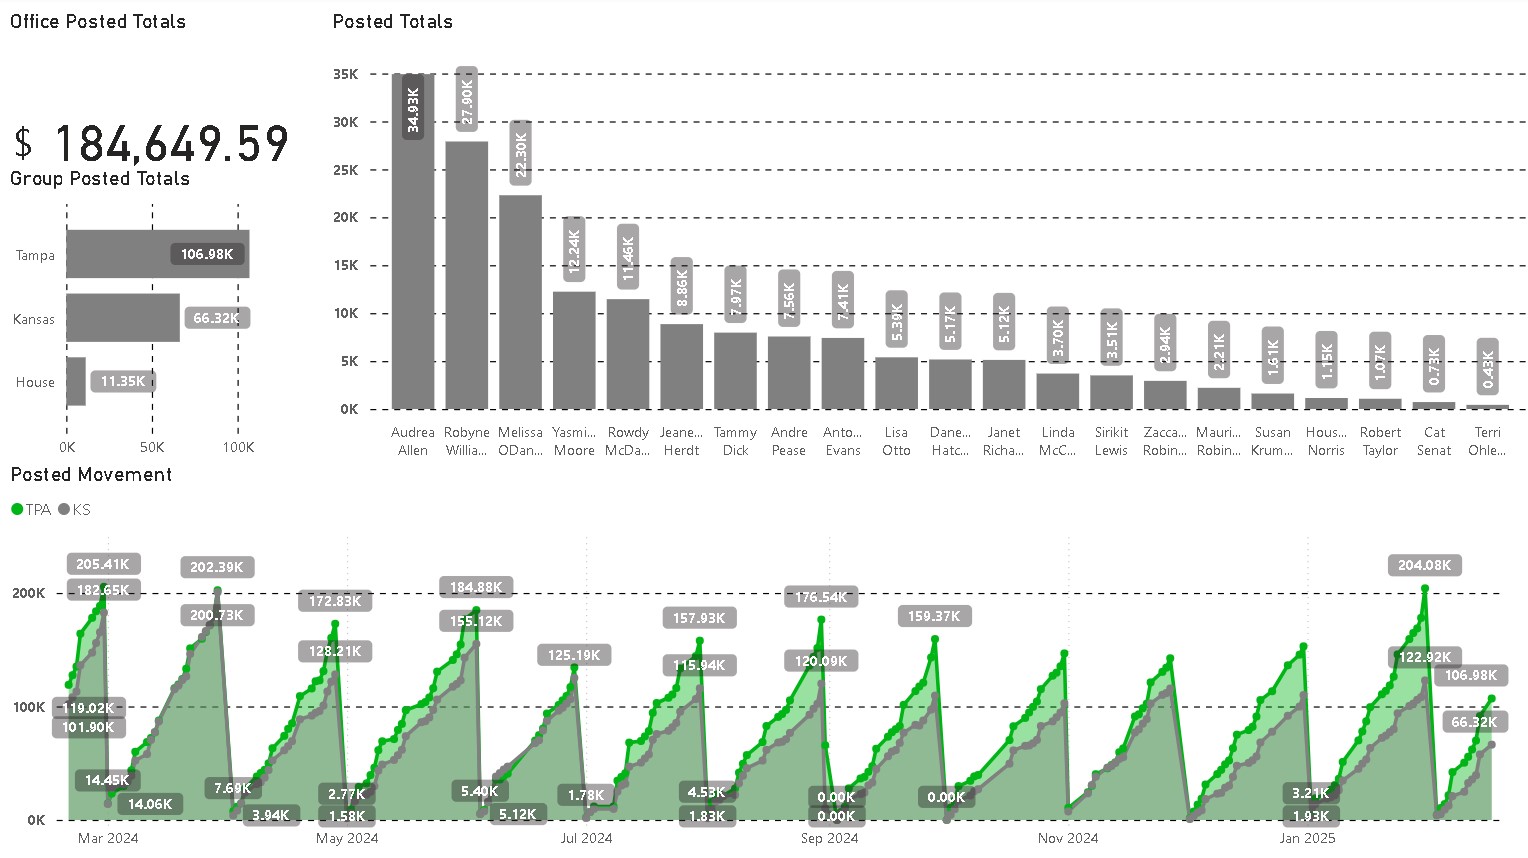 Office Posted Totals
$ 184,649.59
Group Posted Totals
Tampa 106.98K
Kansas 66.32K
House 11.35K
0K 50K 100K
Posted Totals
35K
30K
25K
20K
15K
10K
5K
0K
34.93K 27.90K 22.30K 12.24K 11.46K 8.86K 7.97K 7.56K 7.41K 5.39K 5.17K 5.12K 3.70K 3.51K 2.94K 2.21K 1.61K 1.15K 1.07K 0.73K 0.43K
Audrea Robyne Melissa Yasmi... Rowdy Jeane... Tammy Andre Anto... Lisa Dane... Janet Linda Sirikit Zacca... Mauri... Susan Hous... Robert Cat Terri
Allen Willia... ODan... Moore McDa... Herdt Dick Pease Evans Otto Hatc... Richa... McC... Lewis Robin... Robin... Krum... Norris Taylor Senat Ohle...
Posted Movement
TPA KS
200K
100K
0K
205.41K 202.39K 172.83K 184.88K 125.19K 157.93K 176.54K 159.37K 204.08K
182.65K 200.73K 128.21K 155.12K 115.94K 120.09K 122.92K 106.98K
119.02K 66.32K
101.90K
14.45K 7.69K 2.77K 5.40K 1.78K 4.53K 0.00K 0.00K 3.21K
14.06K 3.94K 1.58K 5.12K 1.83K 0.00K 1.93K
Mar 2024 May 2024 Jul 2024 Sep 2024 Nov 2024 Jan 2025